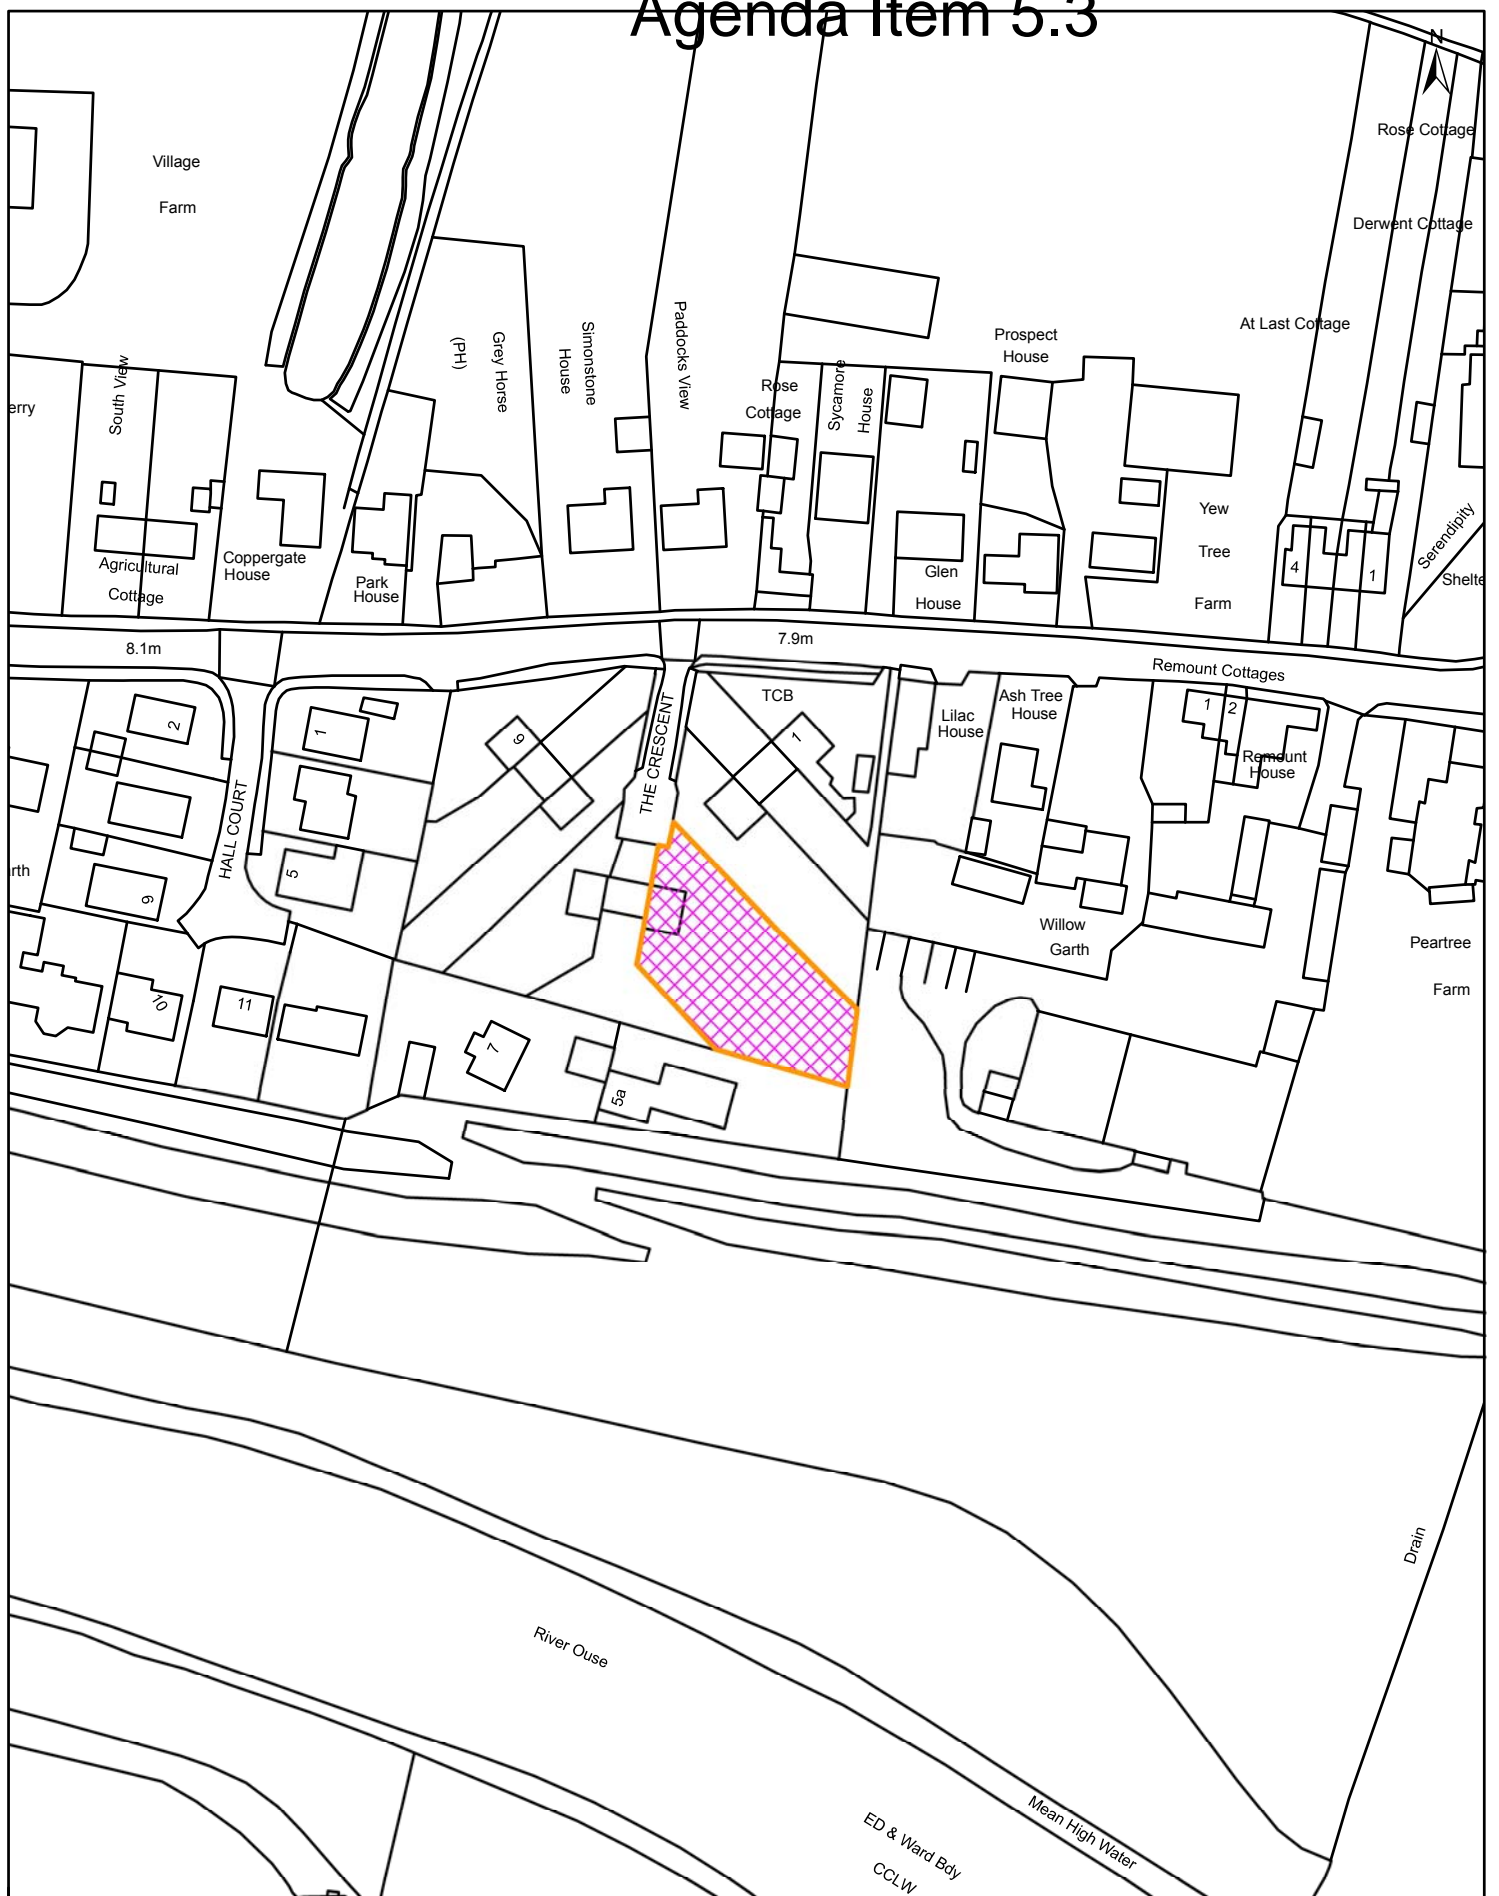 Agenda Item 5.3
N
Rose Cottage
Village
Farm
Derwent Cottage
At Last Cottage
Prospect
House
Paddocks View
Simonstone
House
Grey Horse
(PH)
South View
Rose
Cottage
Sycamore
House
erry
Yew
Tree
Farm
Serendipity
Shelte
4
1
Agricultural
Cottage
Coppergate
House
Park
House
Glen
House
8.1m
7.9m
Remount Cottages
TCB
Lilac
House
Ash Tree
House
1
2
Remount
House
2
1
9
1
THE CRESCENT
HALL COURT
5
rth
9
Willow
Garth
Peartree
Farm
10
11
7
5a
Drain
River Ouse
Mean High Water
ED & Ward Bdy
CCLW